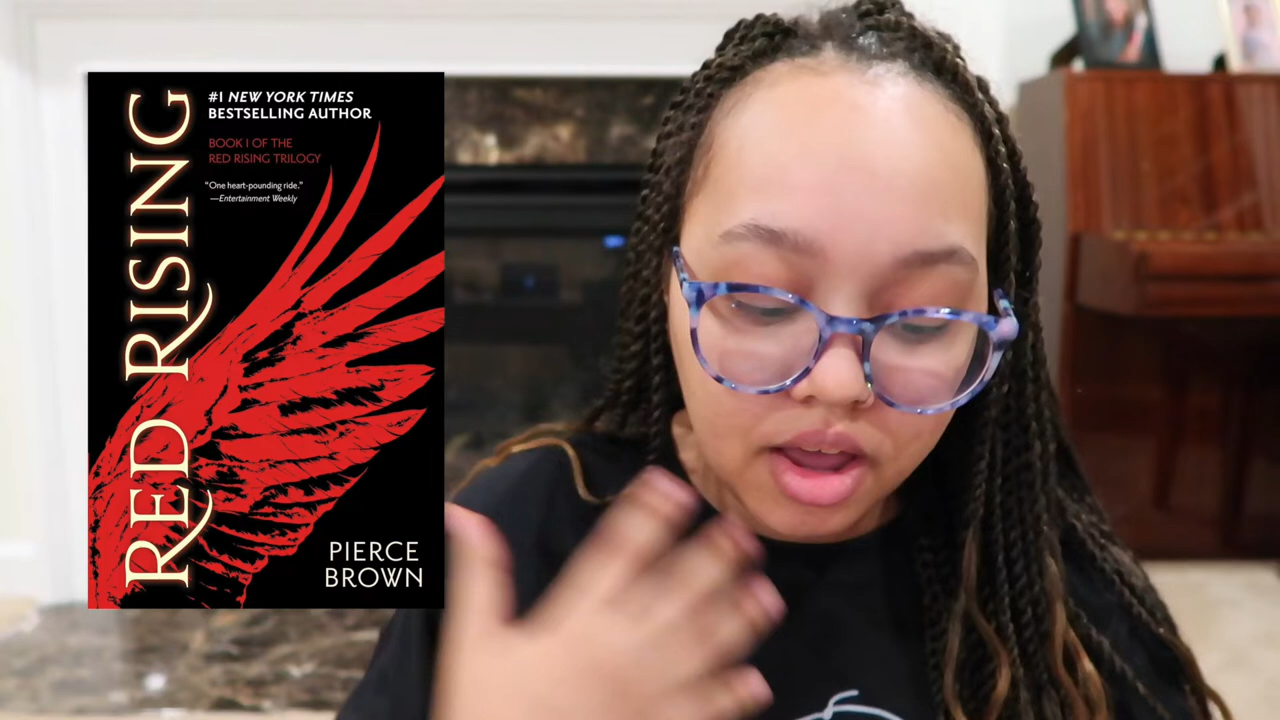 RED RISING
#1 NEW YORK TIMES
BESTSELLING AUTHOR
BOOK I OF THE
RED RISING TRILOGY
“One heart-pounding ride.”
—Entertainment Weekly
PIERCE
BROWN